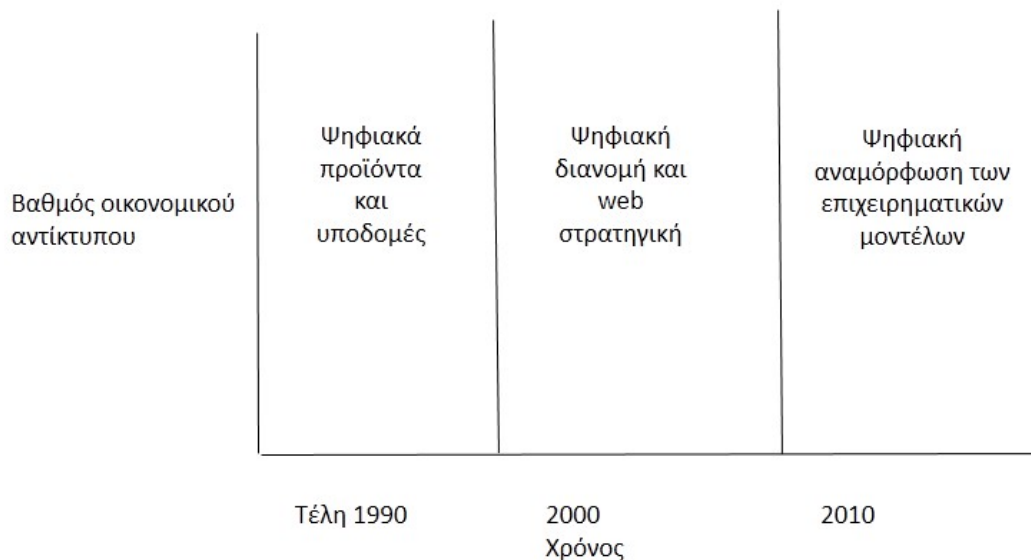 Ψηφιακά
προϊόντα
και
υποδομές
Ψηφιακή
διανομή και
web
στρατηγική
Ψηφιακή
αναμόρφωση των
επιχειρηματικών
μοντέλων
Βαθμός οικονομικού
αντίκτυπου
Τέλη 1990
2000
2010
Χρόνος